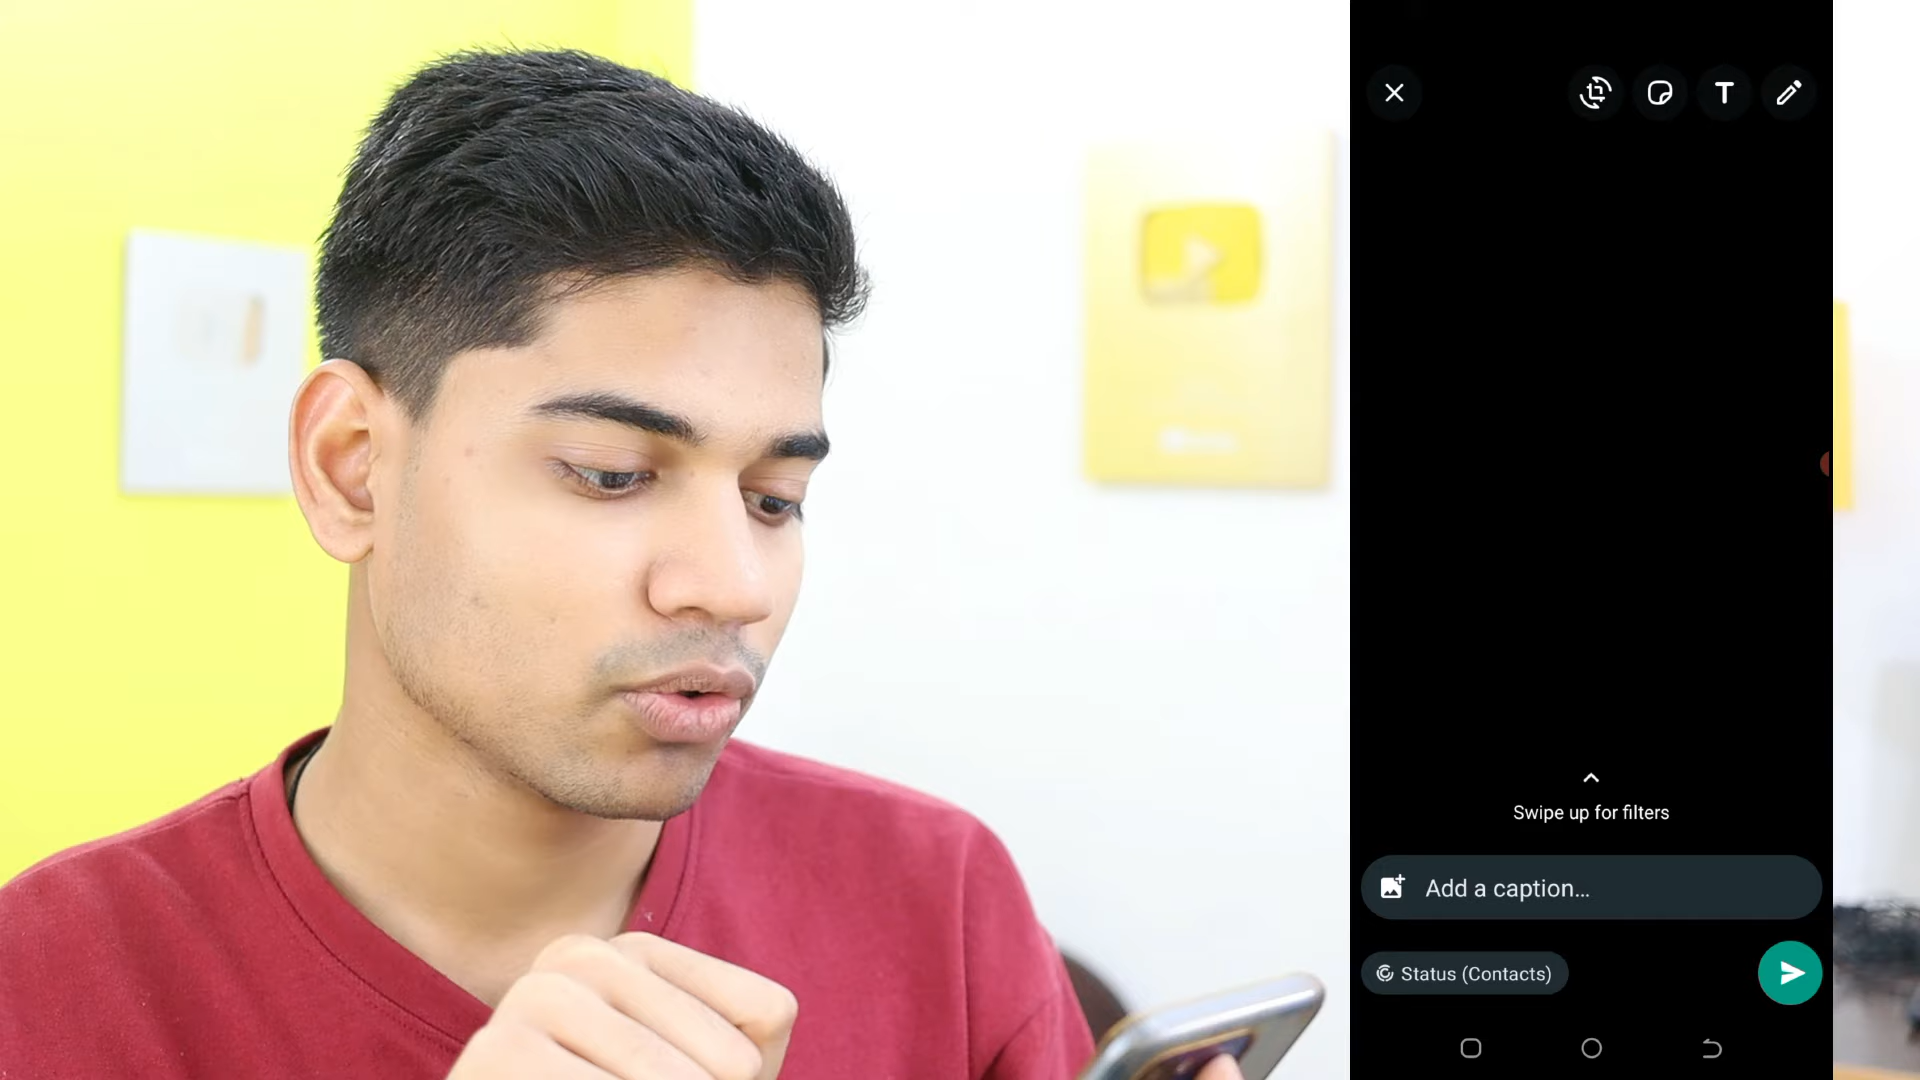 T
Swipe up for filters
Add a caption...
Status (Contacts)